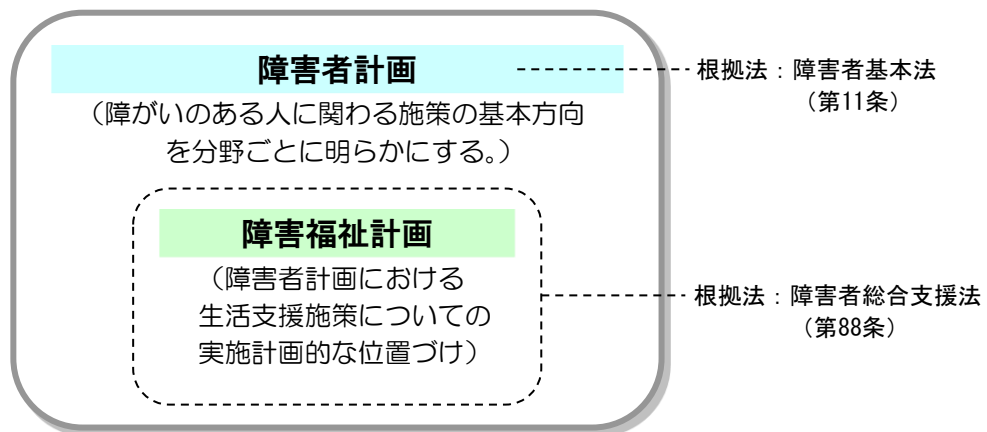 障害者計画
根拠法：障害者基本法
（第11条）
（障がいのある人に関わる施策の基本方向
を分野ごとに明らかにする。）
障害福祉計画
（障害者計画における
生活支援施策についての
実施計画的な位置づけ）
根拠法：障害者総合支援法
（第88条）